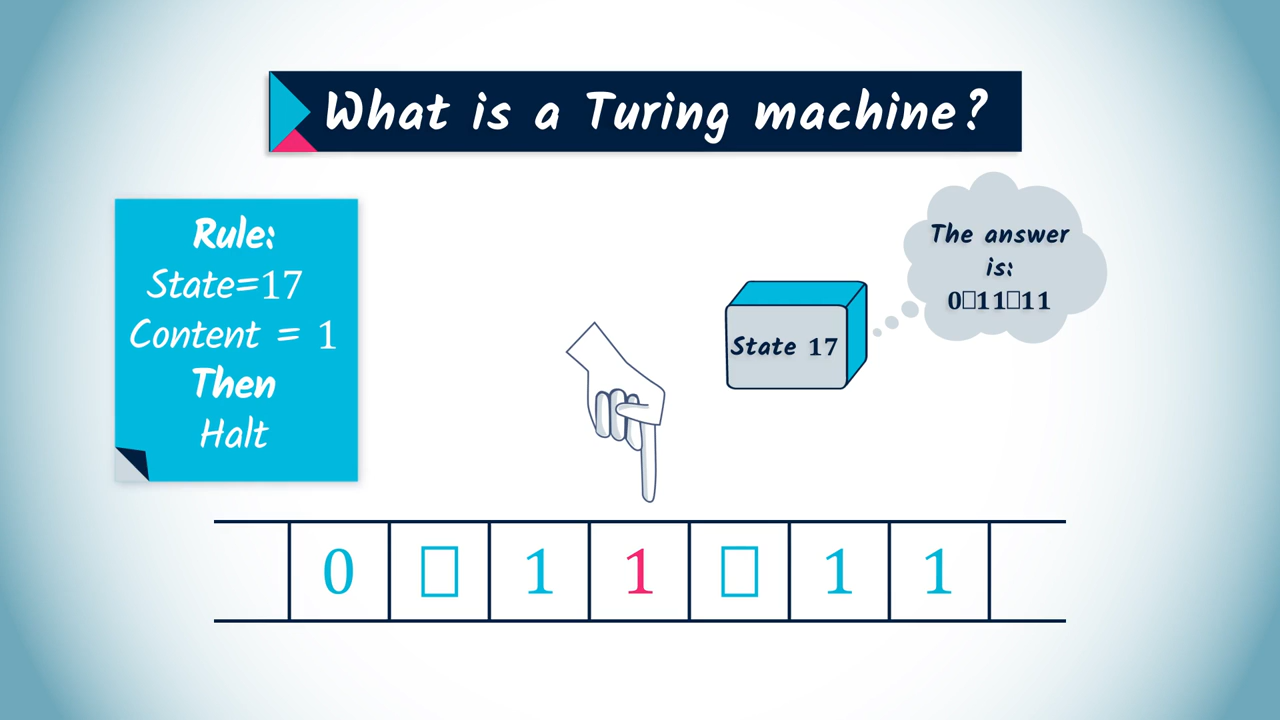 What is a Turing machine?
Rule:
State=17
Content = 1
Then
Halt
The answer
is:
0□11□11
State 17
0 □ 1 1 □ 1 1